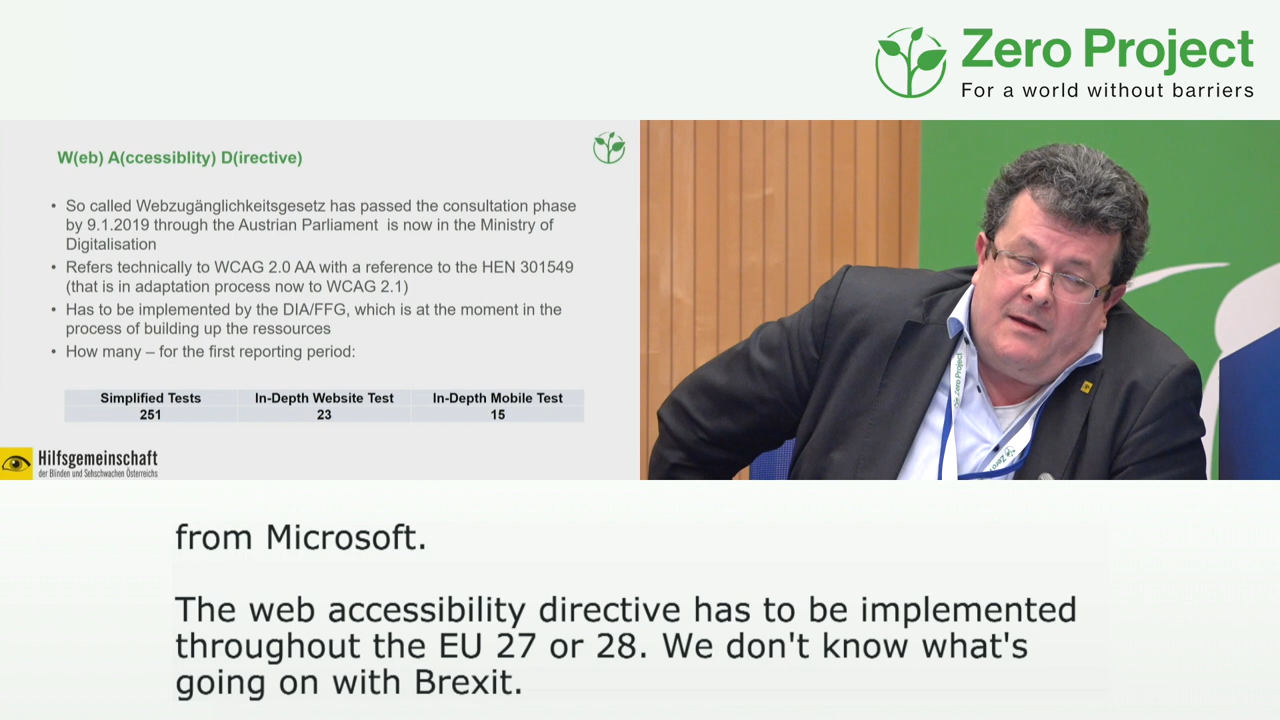 Zero Project
For a world without barriers
W(eb) A(ccessiblity) D(irective)
• So called Webzugänglichkeitsgesetz has passed the consultation phase
by 9.1.2019 through the Austrian Parliament is now in the Ministry of
Digitalisation
• Refers technically to WCAG 2.0 AA with a reference to the HEN 301549
(that is in adaptation process now to WCAG 2.1)
• Has to be implemented by the DIA/FFG, which is at the moment in the
process of building up the ressources
• How many – for the first reporting period:
Simplified Tests In-Depth Website Test In-Depth Mobile Test
251 23 15
Hilfsgemeinschaft
der Blinden und Sehschwachen Österreichs
from Microsoft.
The web accessibility directive has to be implemented
throughout the EU 27 or 28. We don't know what's
going on with Brexit.